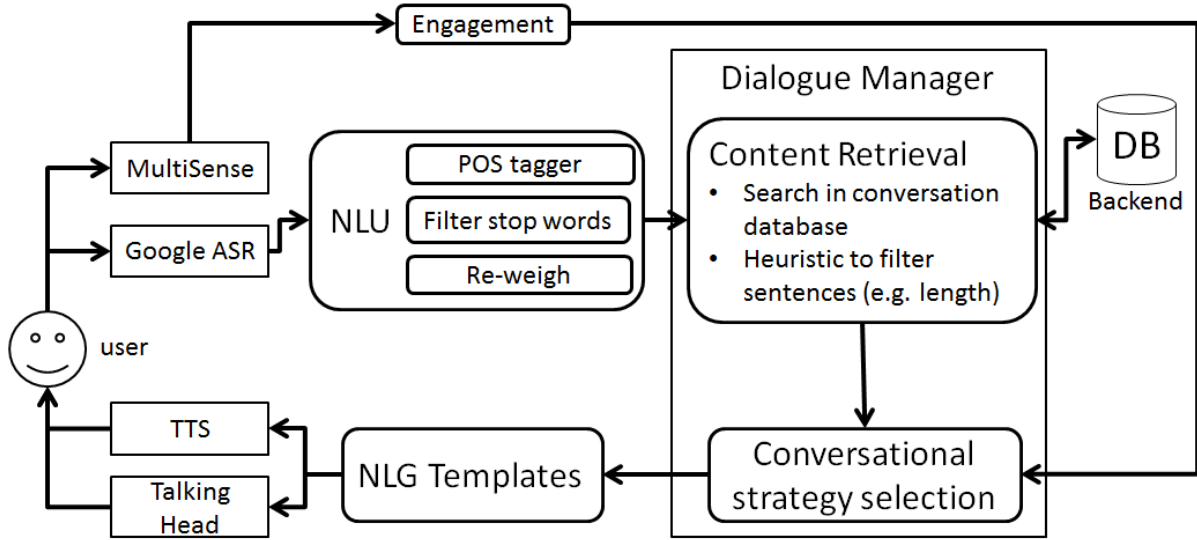 Engagement
Dialogue Manager
MultiSense
Google ASR
NLU
POS tagger
Filter stop words
Re-weigh
Content Retrieval
• Search in conversation
database
• Heuristic to filter
sentences (e.g. length)
DB
Backend
user
TTS
Talking
Head
NLG Templates
Conversational
strategy selection